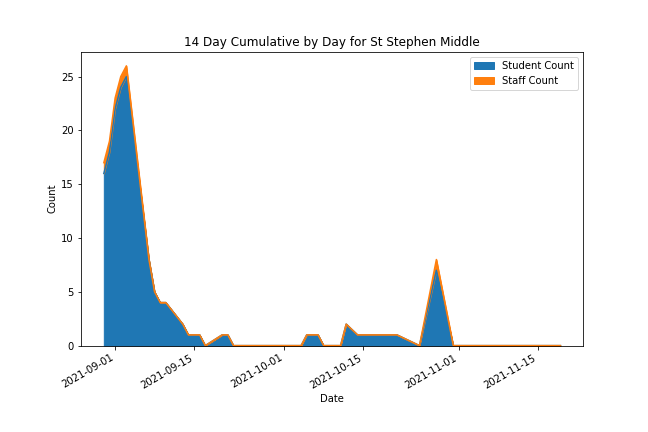 14 Day Cumulative by Day for St Stephen Middle
Student Count
Staff Count
Count
25
20
15
10
5
0
2021-09-01
2021-09-15
2021-10-01
2021-10-15
2021-11-01
2021-11-15
Date